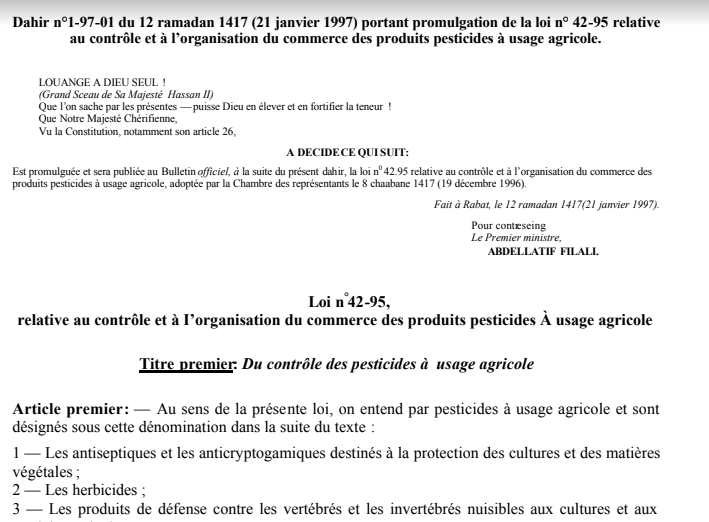 Dahir n°1-97-01 du 12 ramadan 1417 (21 janvier 1997) portant promulgation de la loi n° 42-95 relative
au contrôle et à l’organisation du commerce des produits pesticides à usage agricole.
LOUANGE A DIEU SEUL !
(Grand Sceau de Sa Majesté Hassan II)
Que l’on sache par les présentes — puisse Dieu en élever et en fortifier la teneur !
Que Notre Majesté Chérifienne,
Vu la Constitution, notamment son article 26,
A DECIDE CE QUI SUIT:
Est promulguée et sera publiée au Bulletin officiel, à la suite du présent dahir, la loi n° 42.95 relative au contrôle et à l’organisation du commerce des
produits pesticides à usage agricole, adoptée par la Chambre des représentants le 8 chaabane 1417 (19 décembre 1996).
Fait à Rabat, le 12 ramadan 1417(21 janvier 1997).
Pour contreseing
Le Premier ministre,
ABDELLATIF FILALI.
Loi n°42-95,
relative au contrôle et à I’organisation du commerce des produits pesticides À usage agricole
Titre premier: Du contrôle des pesticides à usage agricole
Article premier: — Au sens de la présente loi, on entend par pesticides à usage agricole et sont
désignés sous cette dénomination dans la suite du texte :
1 — Les antiseptiques et les anticryptogamiques destinés à la protection des cultures et des matières
végétales ;
2 — Les herbicides ;
3 — Les produits de défense contre les vertébrés et les invertébrés nuisibles aux cultures et aux